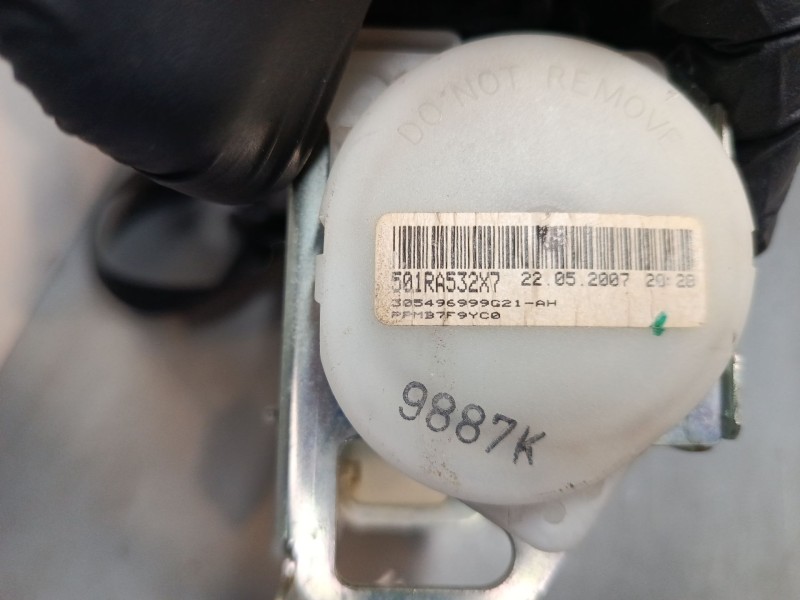 DO NOT REMOVE
501RA532X7 22.05.2007 20:28
305496999G21-AH
PPMB7F9YC0
9887K